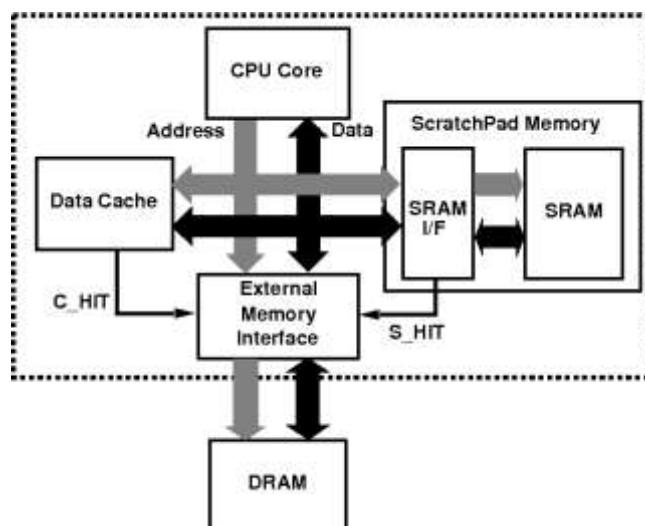 CPU Core
Address
Data
ScratchPad Memory
Data Cache
SRAM
I/F
SRAM
C_HIT
External
Memory
Interface
S_HIT
DRAM